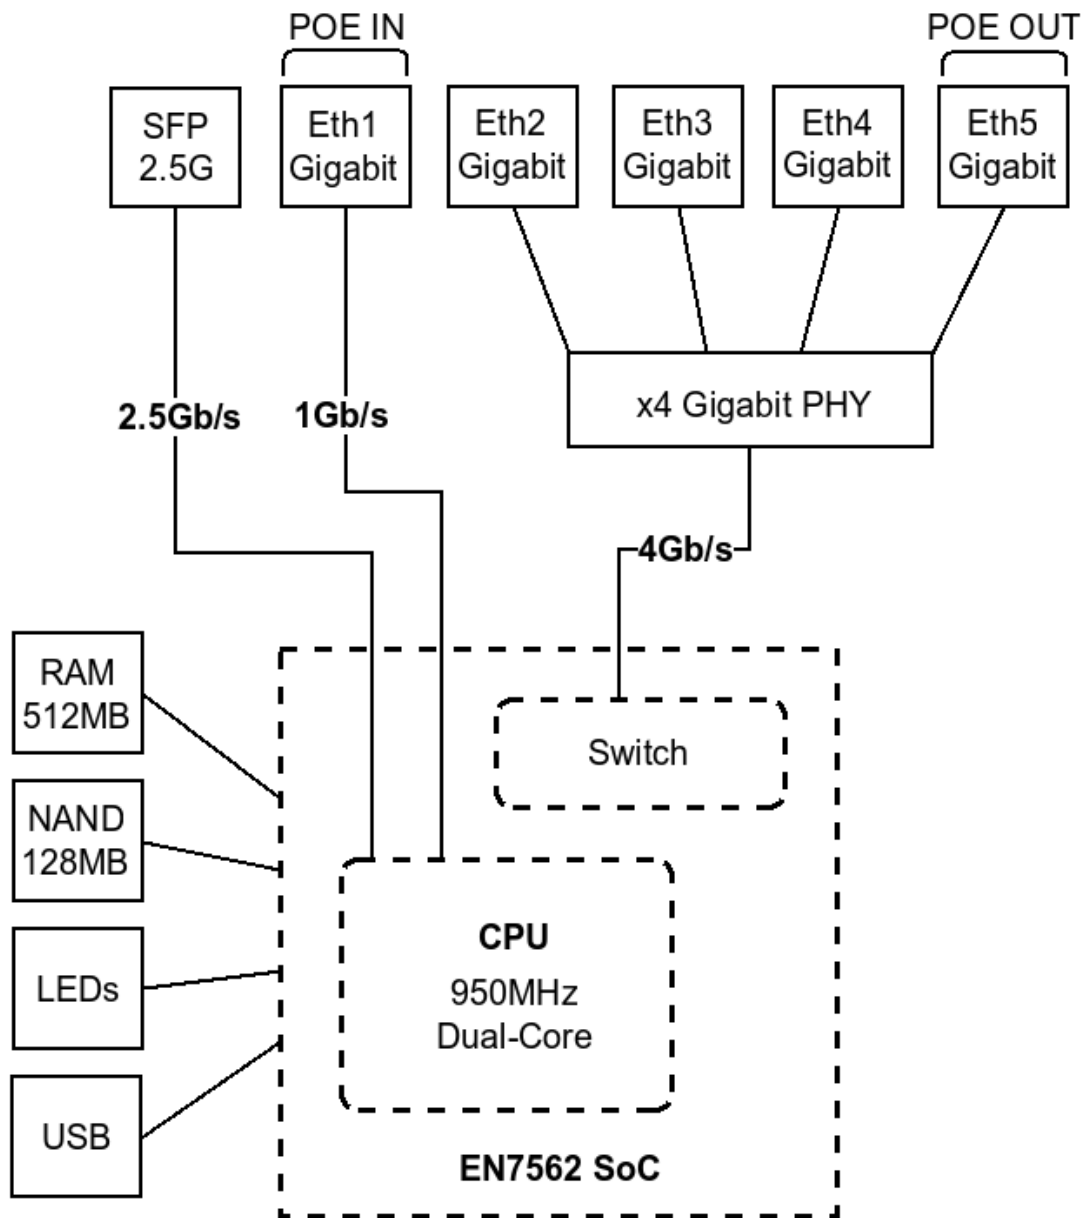 POE IN
POE OUT
SFP
2.5G
Eth1
Gigabit
Eth2
Gigabit
Eth3
Gigabit
Eth4
Gigabit
Eth5
Gigabit
x4 Gigabit PHY
2.5Gb/s
1Gb/s
4Gb/s
RAM
512MB
NAND
128MB
LEDs
USB
Switch
CPU
950MHz
Dual-Core
EN7562 SoC